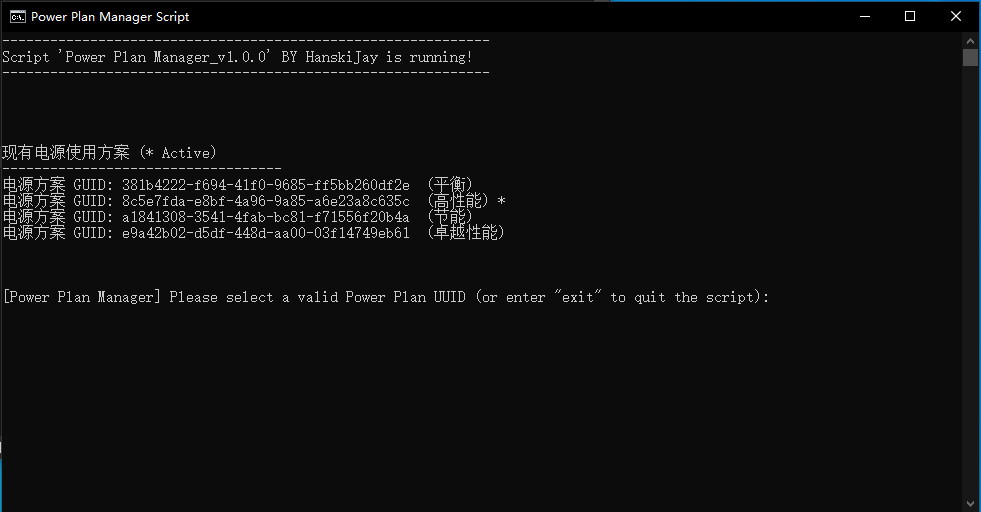 Power Plan Manager Script
-------------------------------------------------------------
Script 'Power Plan Manager_v1.0.0' BY HanskiJay is running!
-------------------------------------------------------------
现有电源使用方案 (* Active)
-----------------------------------
电源方案 GUID: 381b4222-f694-41f0-9685-ff5bb260df2e  (平衡)
电源方案 GUID: 8c5e7fda-e8bf-4a96-9a85-a6e23a8c635c  (高性能) *
电源方案 GUID: a1841308-3541-4fab-bc81-f71556f20b4a  (节能)
电源方案 GUID: e9a42b02-d5df-448d-aa00-03f14749eb61  (卓越性能)
[Power Plan Manager] Please select a valid Power Plan UUID (or enter "exit" to quit the script):